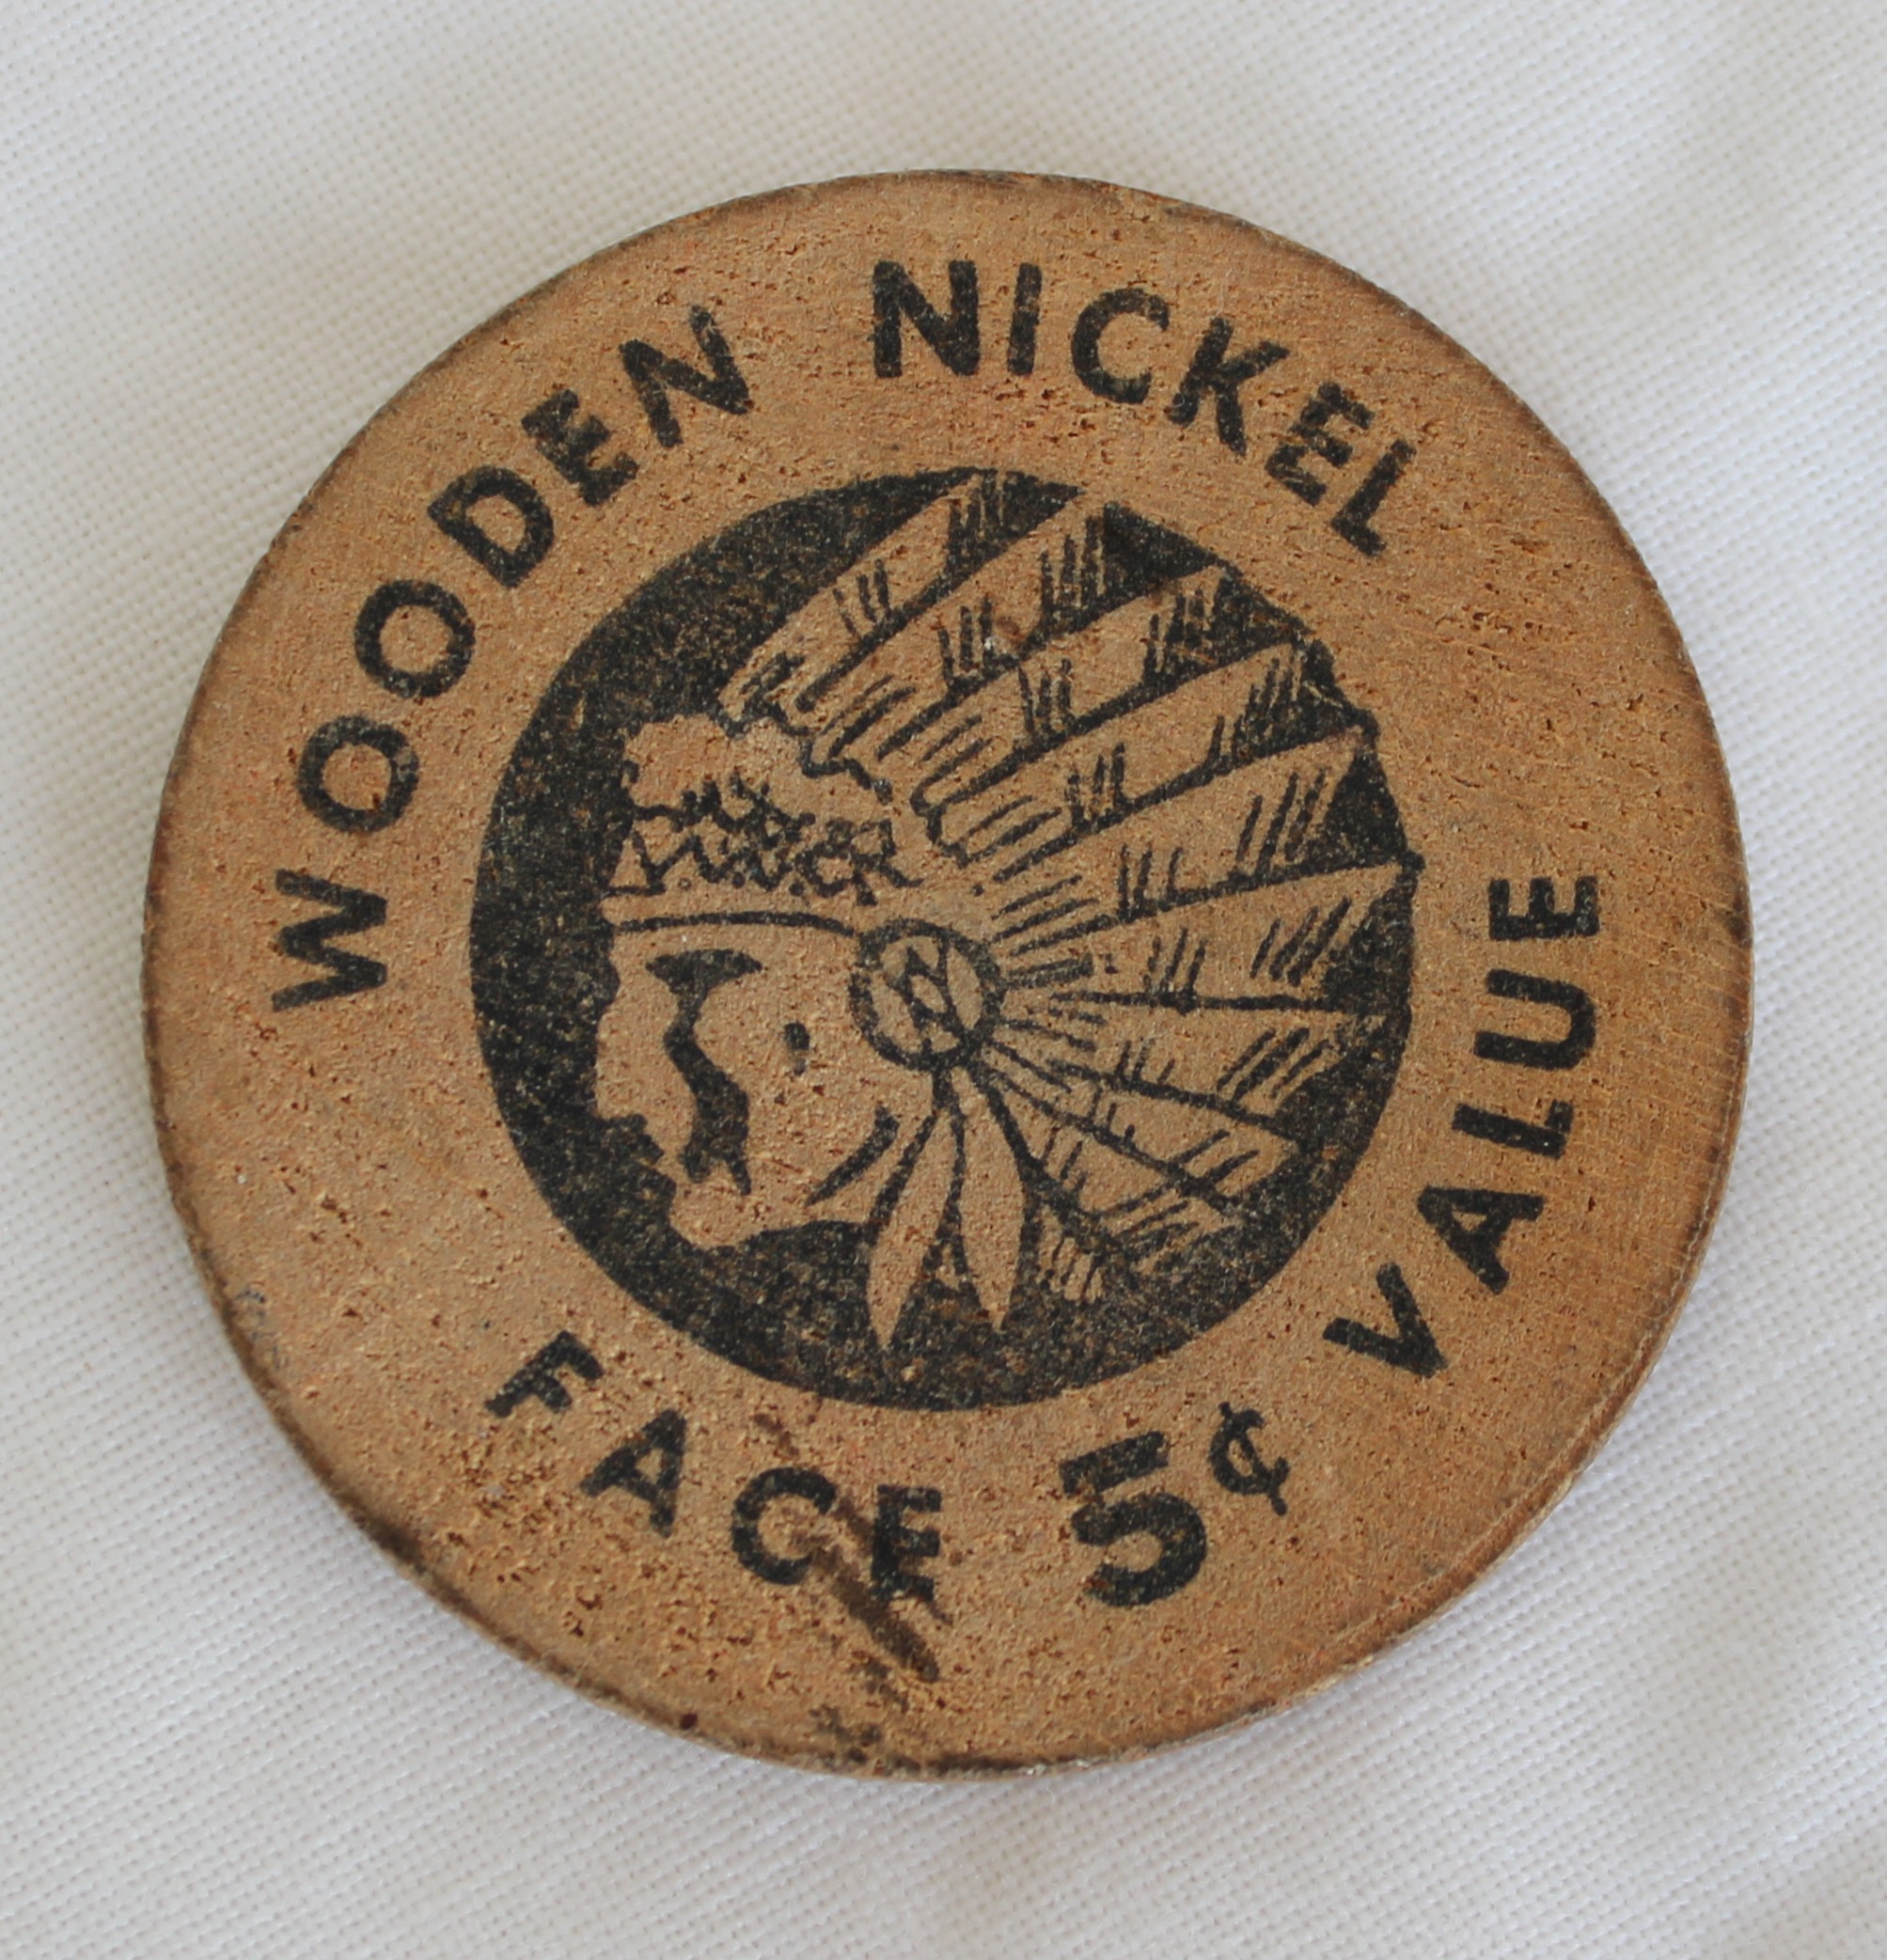 WOODEN NICKEL
FACE 5¢ VALUE